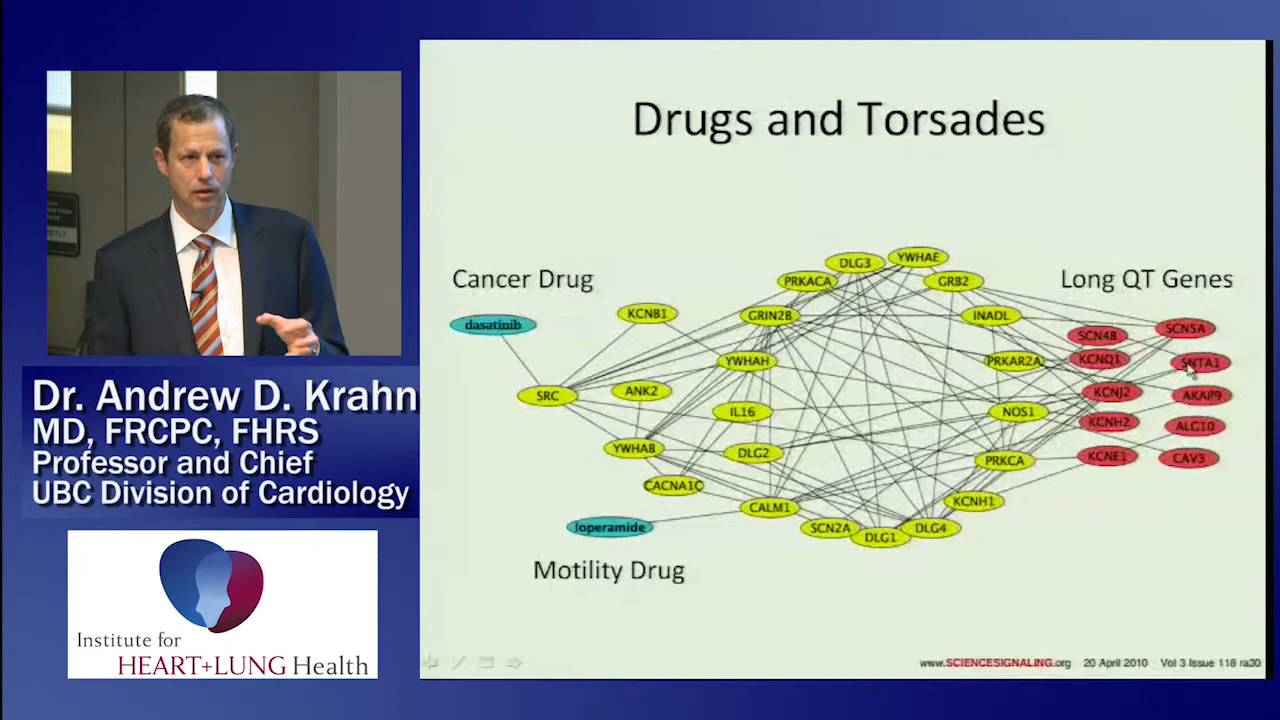 Drugs and Torsades
Cancer Drug
Long QT Genes
dasatinib
KCNB1
PRKACA
DLG3
YWHAE
GRB2
GRIN2B
INADL
SCN4B
SCN5A
YWHAH
PRKAR2A
KCNQ1
SNTA1
SRC
ANK2
KCNJ2
AKAP9
IL16
NOS1
KCNH2
ALG10
YWHAB
DLG2
PRKCA
KCNE1
CAV3
CACNA1C
CALM1
KCNH1
loperamide
SCN2A
DLG1
DLG4
Motility Drug
www.SCIENCESIGNALING.org 20 April 2010 Vol 3 Issue 118 ra30
Dr. Andrew D. Krahn
MD, FRCPC, FHRS
Professor and Chief
UBC Division of Cardiology
Institute for
HEART+LUNG Health